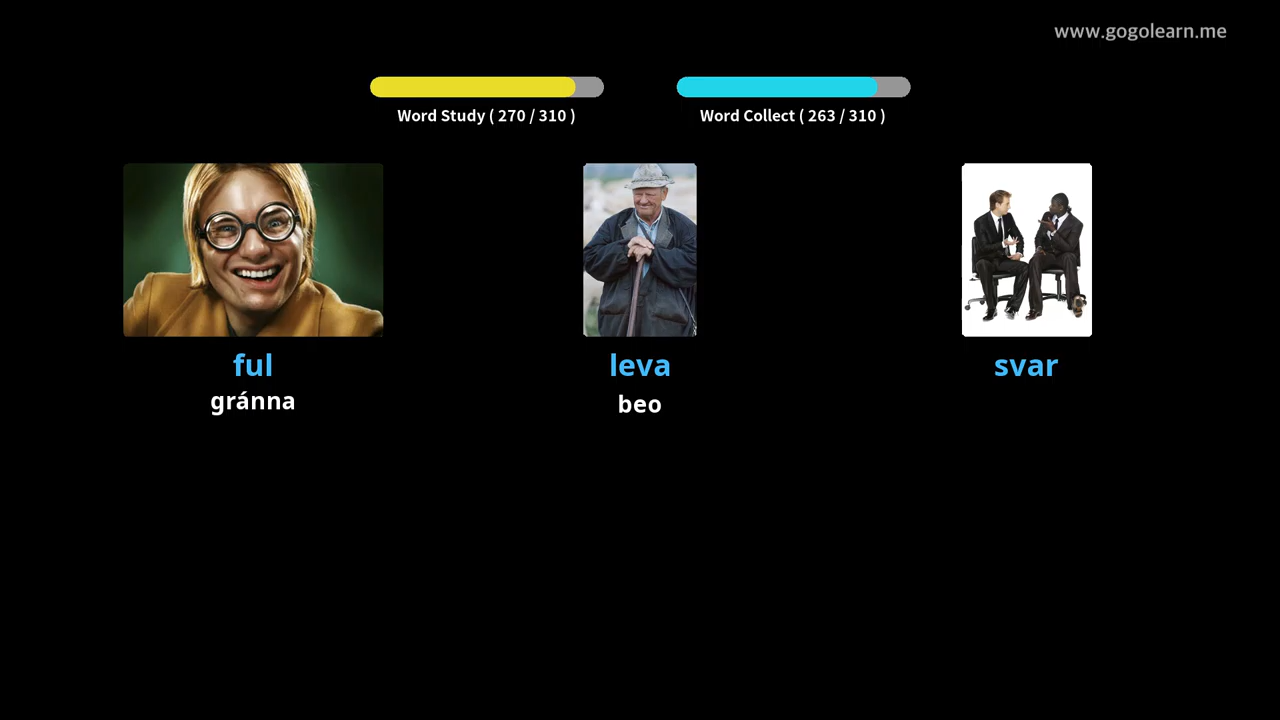 www.gogolearn.me
Word Study ( 270 / 310 )
Word Collect ( 263 / 310 )
ful
gránna
leva
beo
svar